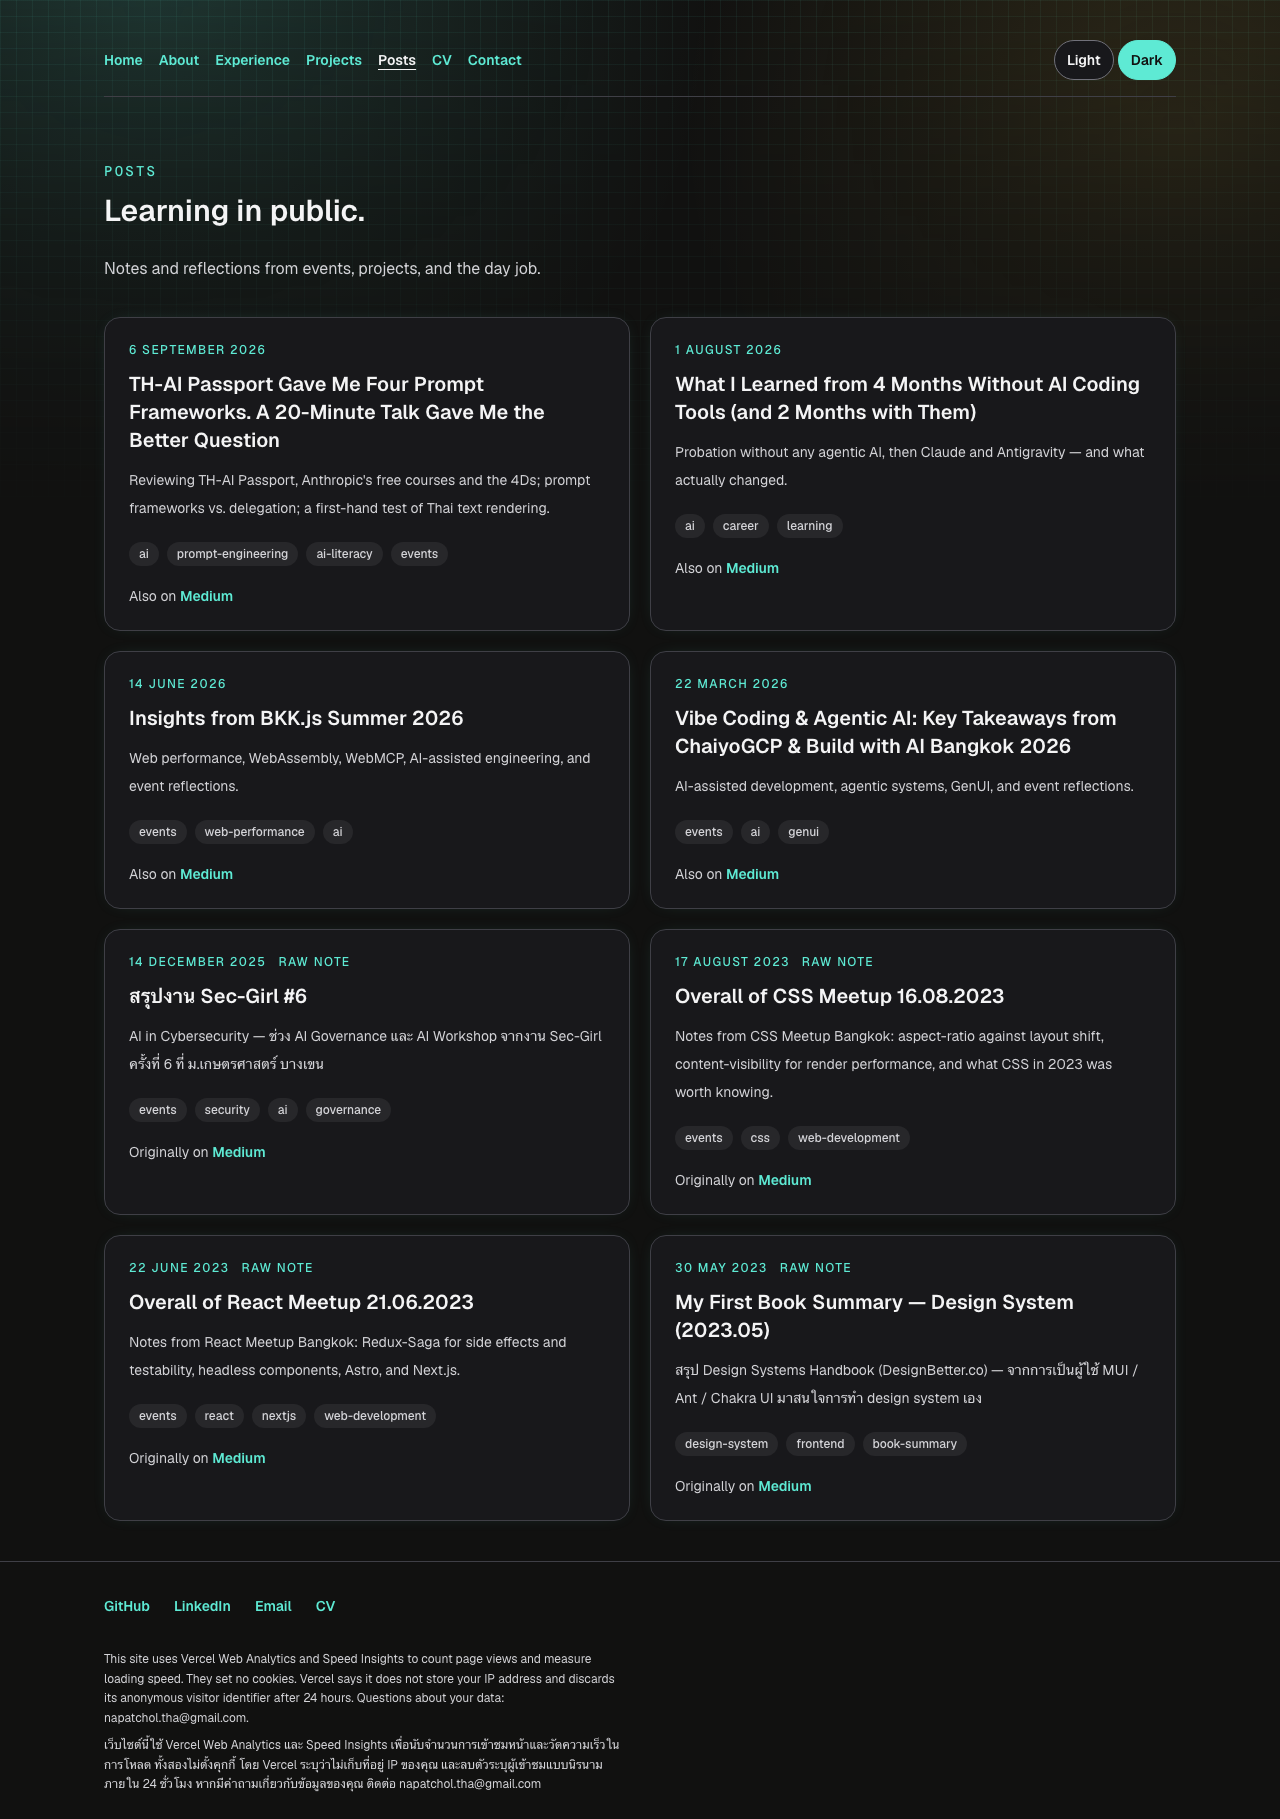 Home About Experience Projects Posts CV Contact Light Dark
POSTS
Learning in public.
Notes and reflections from events, projects, and the day job.
6 SEPTEMBER 2026
TH-AI Passport Gave Me Four Prompt
Frameworks. A 20-Minute Talk Gave Me the
Better Question
Reviewing TH-AI Passport, Anthropic's free courses and the 4Ds; prompt
frameworks vs. delegation; a first-hand test of Thai text rendering.
ai prompt-engineering ai-literacy events
Also on Medium
1 AUGUST 2026
What I Learned from 4 Months Without AI Coding
Tools (and 2 Months with Them)
Probation without any agentic AI, then Claude and Antigravity — and what
actually changed.
ai career learning
Also on Medium
14 JUNE 2026
Insights from BKK.js Summer 2026
Web performance, WebAssembly, WebMCP, AI-assisted engineering, and
event reflections.
events web-performance ai
Also on Medium
22 MARCH 2026
Vibe Coding & Agentic AI: Key Takeaways from
ChaiyoGCP & Build with AI Bangkok 2026
AI-assisted development, agentic systems, GenUI, and event reflections.
events ai genui
Also on Medium
14 DECEMBER 2025 RAW NOTE
สรุปงาน Sec-Girl #6
AI in Cybersecurity — ช่วง AI Governance และ AI Workshop จากงาน Sec-Girl
ครั้งที่ 6 ที่ ม.เกษตรศาสตร์ บางเขน
events security ai governance
Originally on Medium
17 AUGUST 2023 RAW NOTE
Overall of CSS Meetup 16.08.2023
Notes from CSS Meetup Bangkok: aspect-ratio against layout shift,
content-visibility for render performance, and what CSS in 2023 was
worth knowing.
events css web-development
Originally on Medium
22 JUNE 2023 RAW NOTE
Overall of React Meetup 21.06.2023
Notes from React Meetup Bangkok: Redux-Saga for side effects and
testability, headless components, Astro, and Next.js.
events react nextjs web-development
Originally on Medium
30 MAY 2023 RAW NOTE
My First Book Summary — Design System
(2023.05)
สรุป Design Systems Handbook (DesignBetter.co) — จากการเป็นผู้ใช้ MUI /
Ant / Chakra UI มาสนใจการทำ design system เอง
design-system frontend book-summary
Originally on Medium
GitHub LinkedIn Email CV
This site uses Vercel Web Analytics and Speed Insights to count page views and measure
loading speed. They set no cookies. Vercel says it does not store your IP address and discards
its anonymous visitor identifier after 24 hours. Questions about your data:
napatchol.tha@gmail.com.
เว็บไซต์นี้ใช้ Vercel Web Analytics และ Speed Insights เพื่อนับจำนวนการเข้าชมหน้าและวัดความเร็วใน
การโหลด ทั้งสองไม่ตั้งคุกกี้ โดย Vercel ระบุว่าไม่เก็บที่อยู่ IP ของคุณ และลบตัวระบุผู้เข้าชมแบบนิรนาม
ภายใน 24 ชั่วโมง หากมีคำถามเกี่ยวกับข้อมูลของคุณ ติดต่อ napatchol.tha@gmail.com